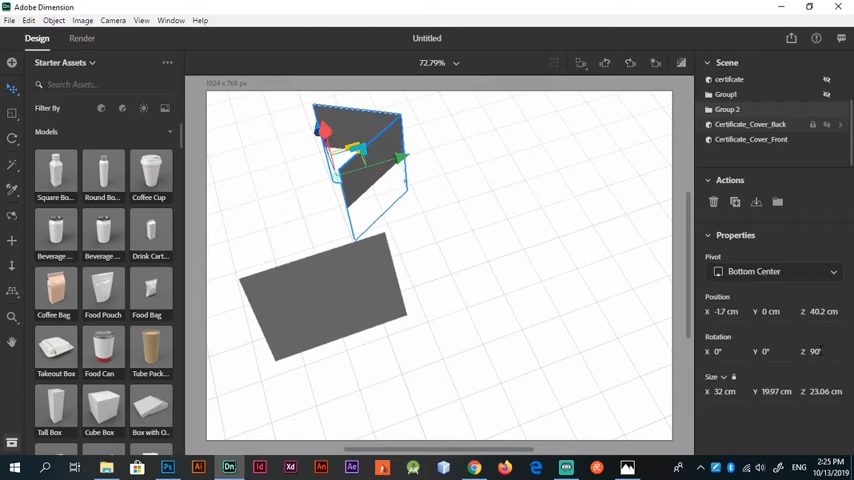 Adobe Dimension
File Edit Object Image Camera View Window Help
Design Render
Untitled
Starter Assets
72.79%
Scene
Search Assets...
1024 x 768 px
certifcate
Group1
Filter By
Group 2
Certificate_Cover_Back
Models
Certificate_Cover_Front
Square Bo...
Round Bo...
Coffee Cup
Actions
Beverage ...
Beverage ...
Drink Cart...
Properties
Pivot
Bottom Center
Position
X -1.7 cm Y 0 cm Z 40.2 cm
Coffee Bag
Food Pouch
Food Bag
Rotation
X 0° Y 0° Z 90°
Takeout Box
Food Can
Tube Pack...
Size
X 32 cm Y 19.97 cm Z 23.06 cm
Tall Box
Cube Box
Box with O...
ENG
2:25 PM
10/13/2019